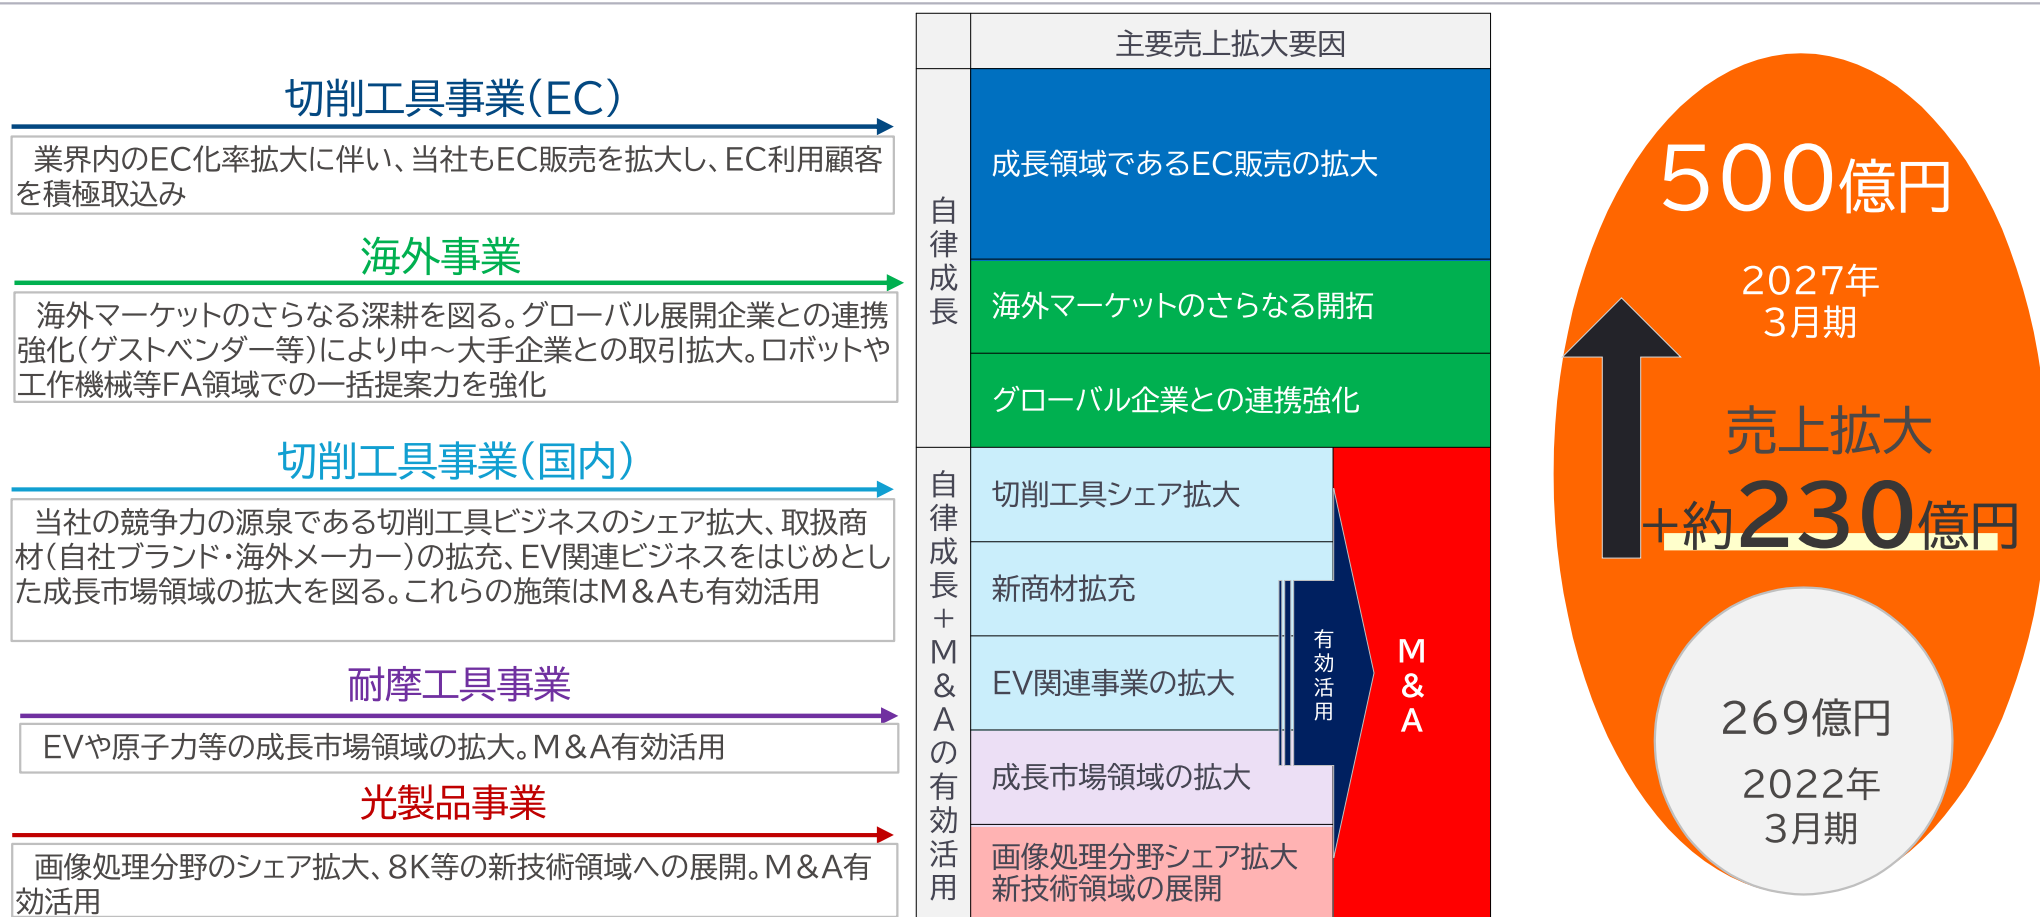 切削工具事業（EC）
業界内のEC化率拡大に伴い、当社もEC販売を拡大し、EC利用顧客
を積極取込み
海外事業
海外マーケットのさらなる深耕を図る。グローバル展開企業との連携
強化（ゲストベンダー等）により中～大手企業との取引拡大。ロボットや
工作機械等FA領域での一括提案力を強化
切削工具事業（国内）
当社の競争力の源泉である切削工具ビジネスのシェア拡大、取扱商
材（自社ブランド・海外メーカー）の拡充、EV関連ビジネスをはじめとし
た成長市場領域の拡大を図る。これらの施策はM＆Aも有効活用
耐摩工具事業
EVや原子力等の成長市場領域の拡大。M＆A有効活用
光製品事業
画像処理分野のシェア拡大、8K等の新技術領域への展開。M＆A有
効活用
主要売上拡大要因
自律成長
成長領域であるEC販売の拡大
海外マーケットのさらなる開拓
グローバル企業との連携強化
自律成長＋M＆Aの有効活用
切削工具シェア拡大
新商材拡充
EV関連事業の拡大
成長市場領域の拡大
画像処理分野シェア拡大
新技術領域の展開
有効活用
M＆A
500億円
2027年
3月期
売上拡大
＋約230億円
269億円
2022年
3月期